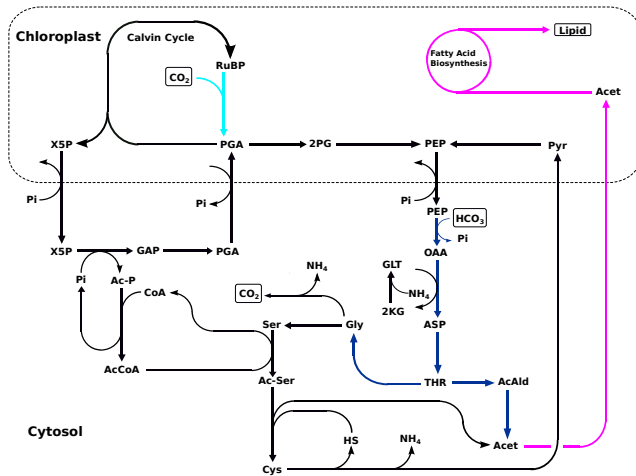 Chloroplast
Calvin Cycle
Lipid
Fatty Acid
Biosynthesis
RuBP
CO2
Acet
X5P
PGA
2PG
PEP
Pyr
Pi
Pi
Pi
PEP
HCO3
Pi
OAA
X5P
GAP
PGA
Pi
Ac-P
CoA
NH4
CO2
GLT
NH4
2KG
Ser
Gly
ASP
AcCoA
Ac-Ser
THR
AcAld
Cytosol
HS
NH4
Acet
Cys